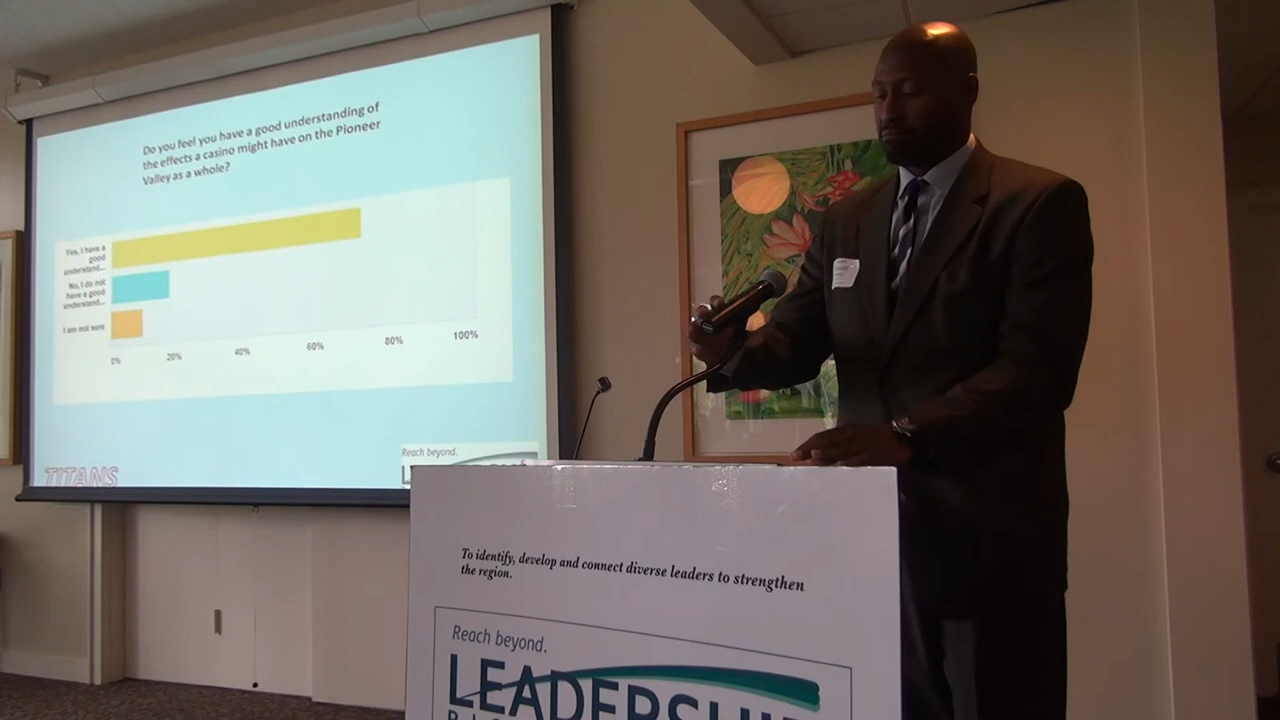 Do you feel you have a good understanding of
the effects a casino might have on the Pioneer
Valley as a whole?
Yes, I have a
good
understand...
No, I do not
have a good
understand...
I am not sure
0%
20%
40%
60%
80%
100%
TITANS
Reach beyond.
To identify, develop and connect diverse leaders to strengthen
the region.
Reach beyond.
LEADERSHIP